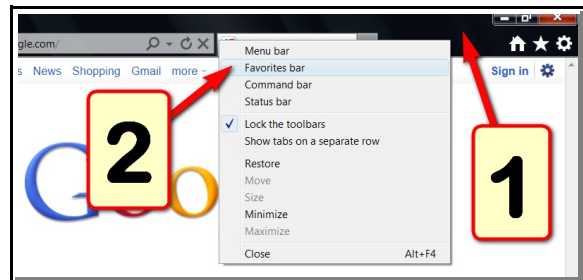 gle.com/
s News Shopping Gmail more
Sign in
Menu bar
Favorites bar
Command bar
Status bar
Lock the toolbars
Show tabs on a separate row
Restore
Move
Size
Minimize
Maximize
Close Alt+F4
Goo
2
1